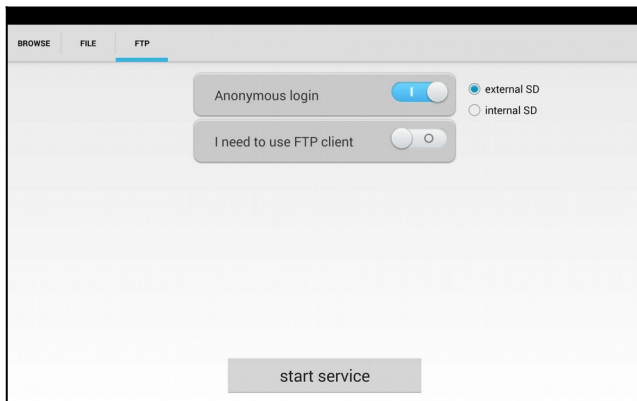 BROWSE FILE FTP
Anonymous login
external SD
internal SD
I need to use FTP client
start service